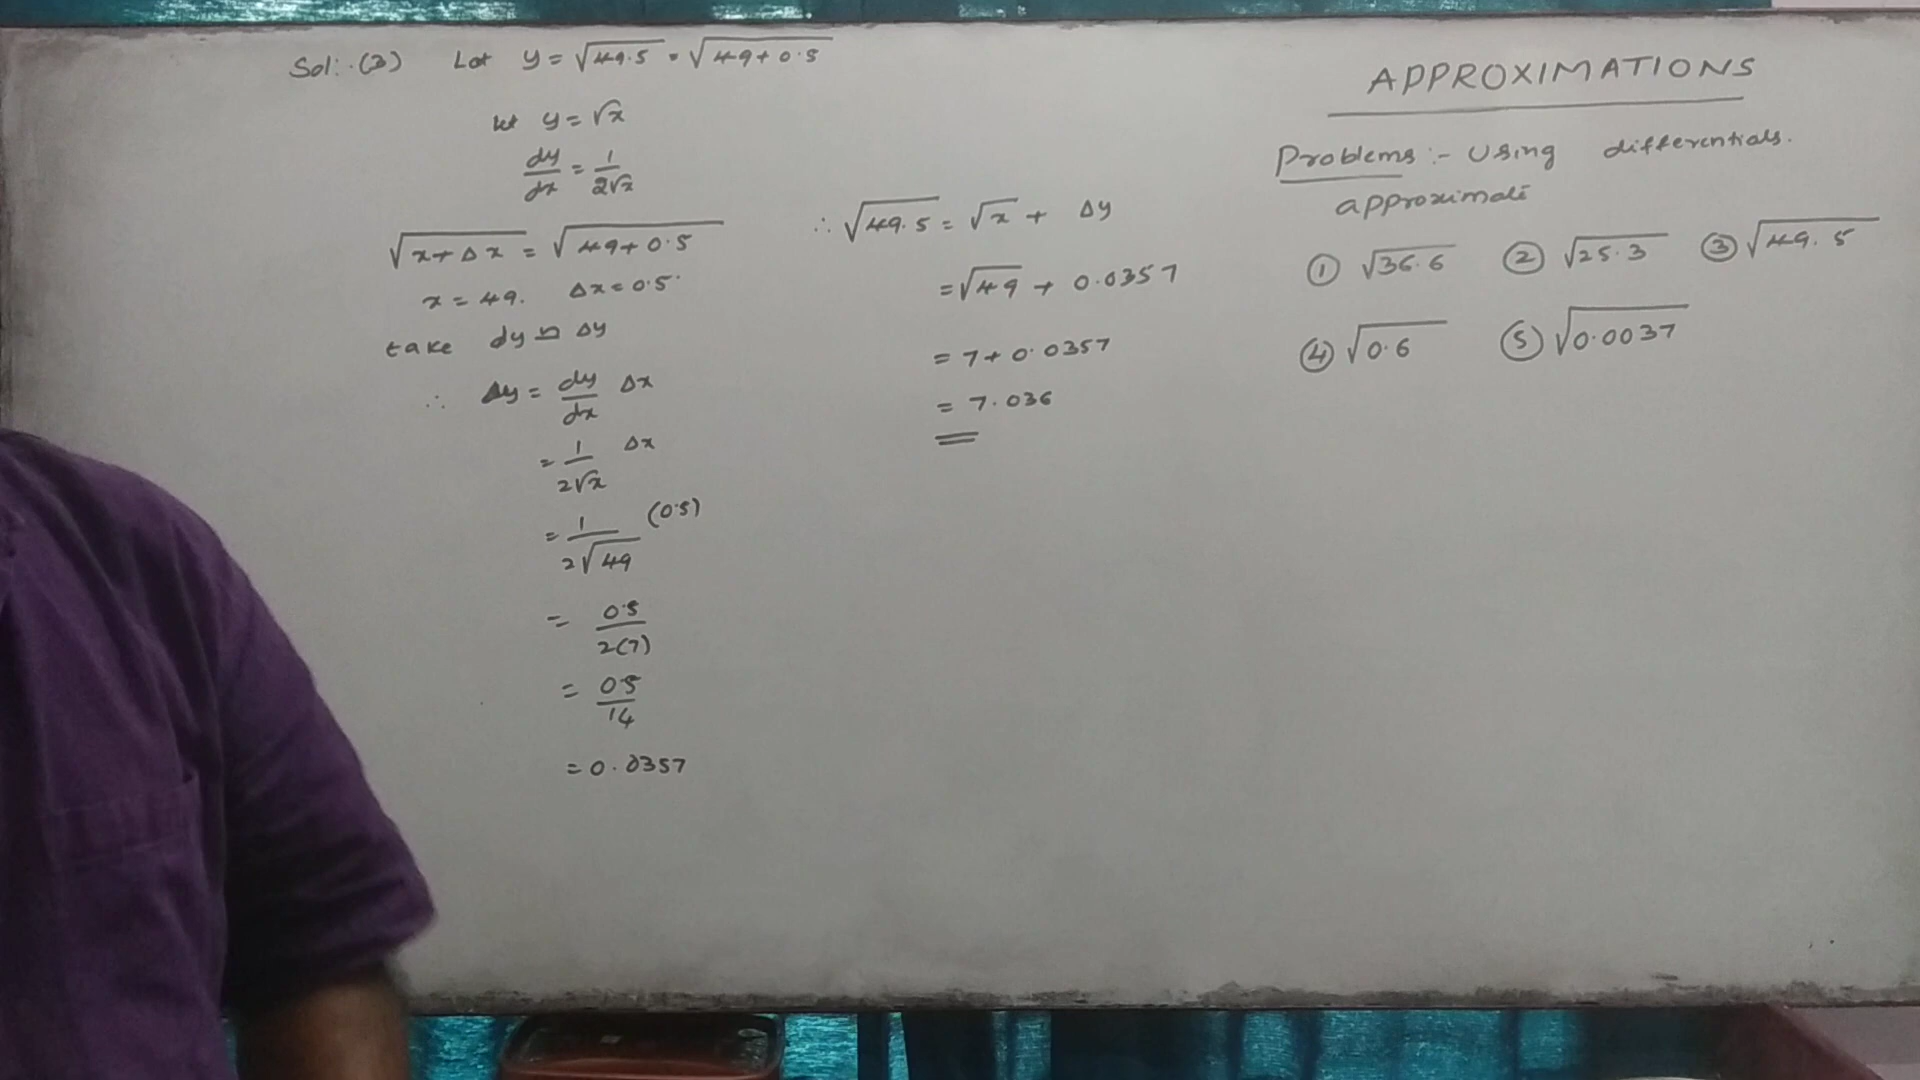 Sol:-(3) Let y = √49.5 = √49+0.5
let y = √x
dy/dx = 1/2√x
√x+Δx = √49+0.5
x = 49. Δx = 0.5.
take dy ≃ Δy
∴ Δy = dy/dx Δx
= 1/2√x Δx
= 1/2√49 (0.5)
= 0.5/2(7)
= 0.5/14
= 0.0357
∴ √49.5 = √x + Δy
= √49 + 0.0357
= 7 + 0.0357
= 7.036
APPROXIMATIONS
Problems :- Using differentials.
approximate
① √36.6 ② √25.3 ③ √49.5
④ √0.6 ⑤ √0.0037